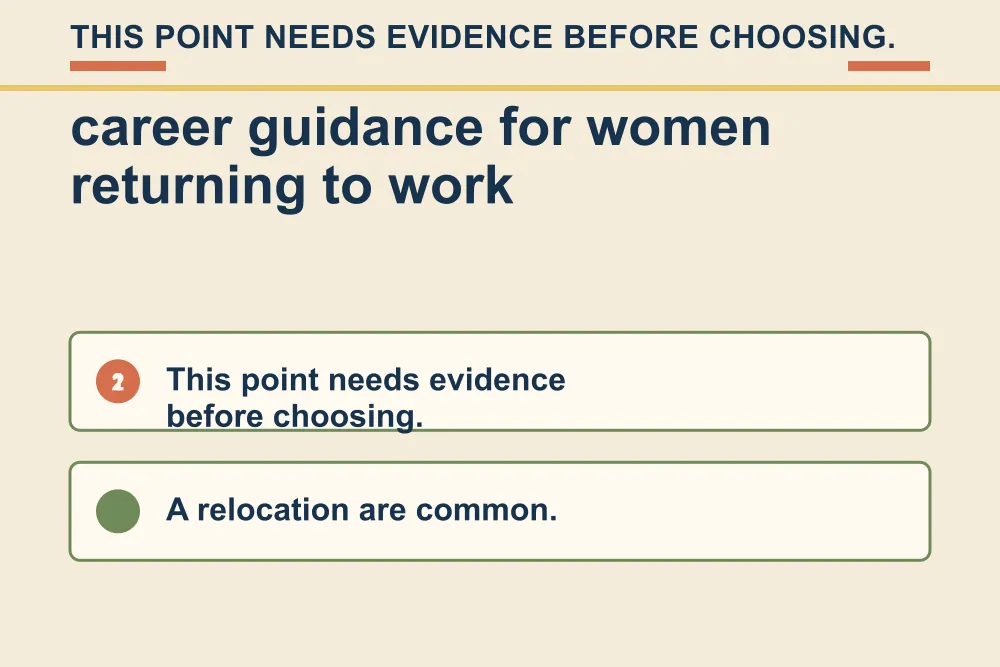 THIS POINT NEEDS EVIDENCE BEFORE CHOOSING.
career guidance for women
returning to work
2 This point needs evidence
before choosing.
A relocation are common.